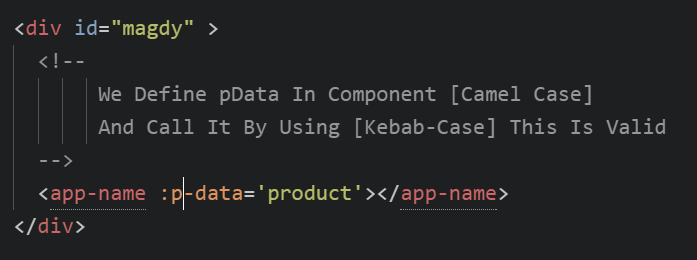 <div id="magdy" >
<!--
We Define pData In Component [Camel Case]
And Call It By Using [Kebab-Case] This Is Valid
-->
<app-name :p-data='product'></app-name>
</div>